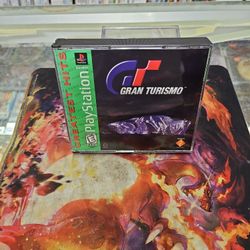 GREATEST HITS
PlayStation
GT
GRAN TURISMO